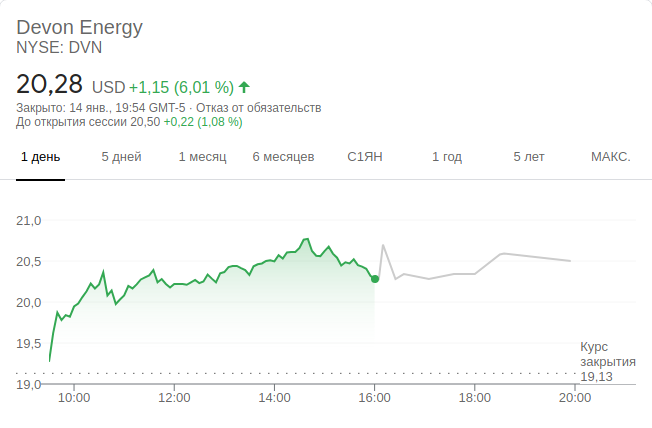 Devon Energy
NYSE: DVN
20,28 USD +1,15 (6,01 %)
Закрыто: 14 янв., 19:54 GMT-5 · Отказ от обязательств
До открытия сессии 20,50 +0,22 (1,08 %)
1 день 5 дней 1 месяц 6 месяцев С1ЯН 1 год 5 лет МАКС.
21,0
20,5
20,0
19,5
Курс
закрытия
19,13
19,0
10:00 12:00 14:00 16:00 18:00 20:00